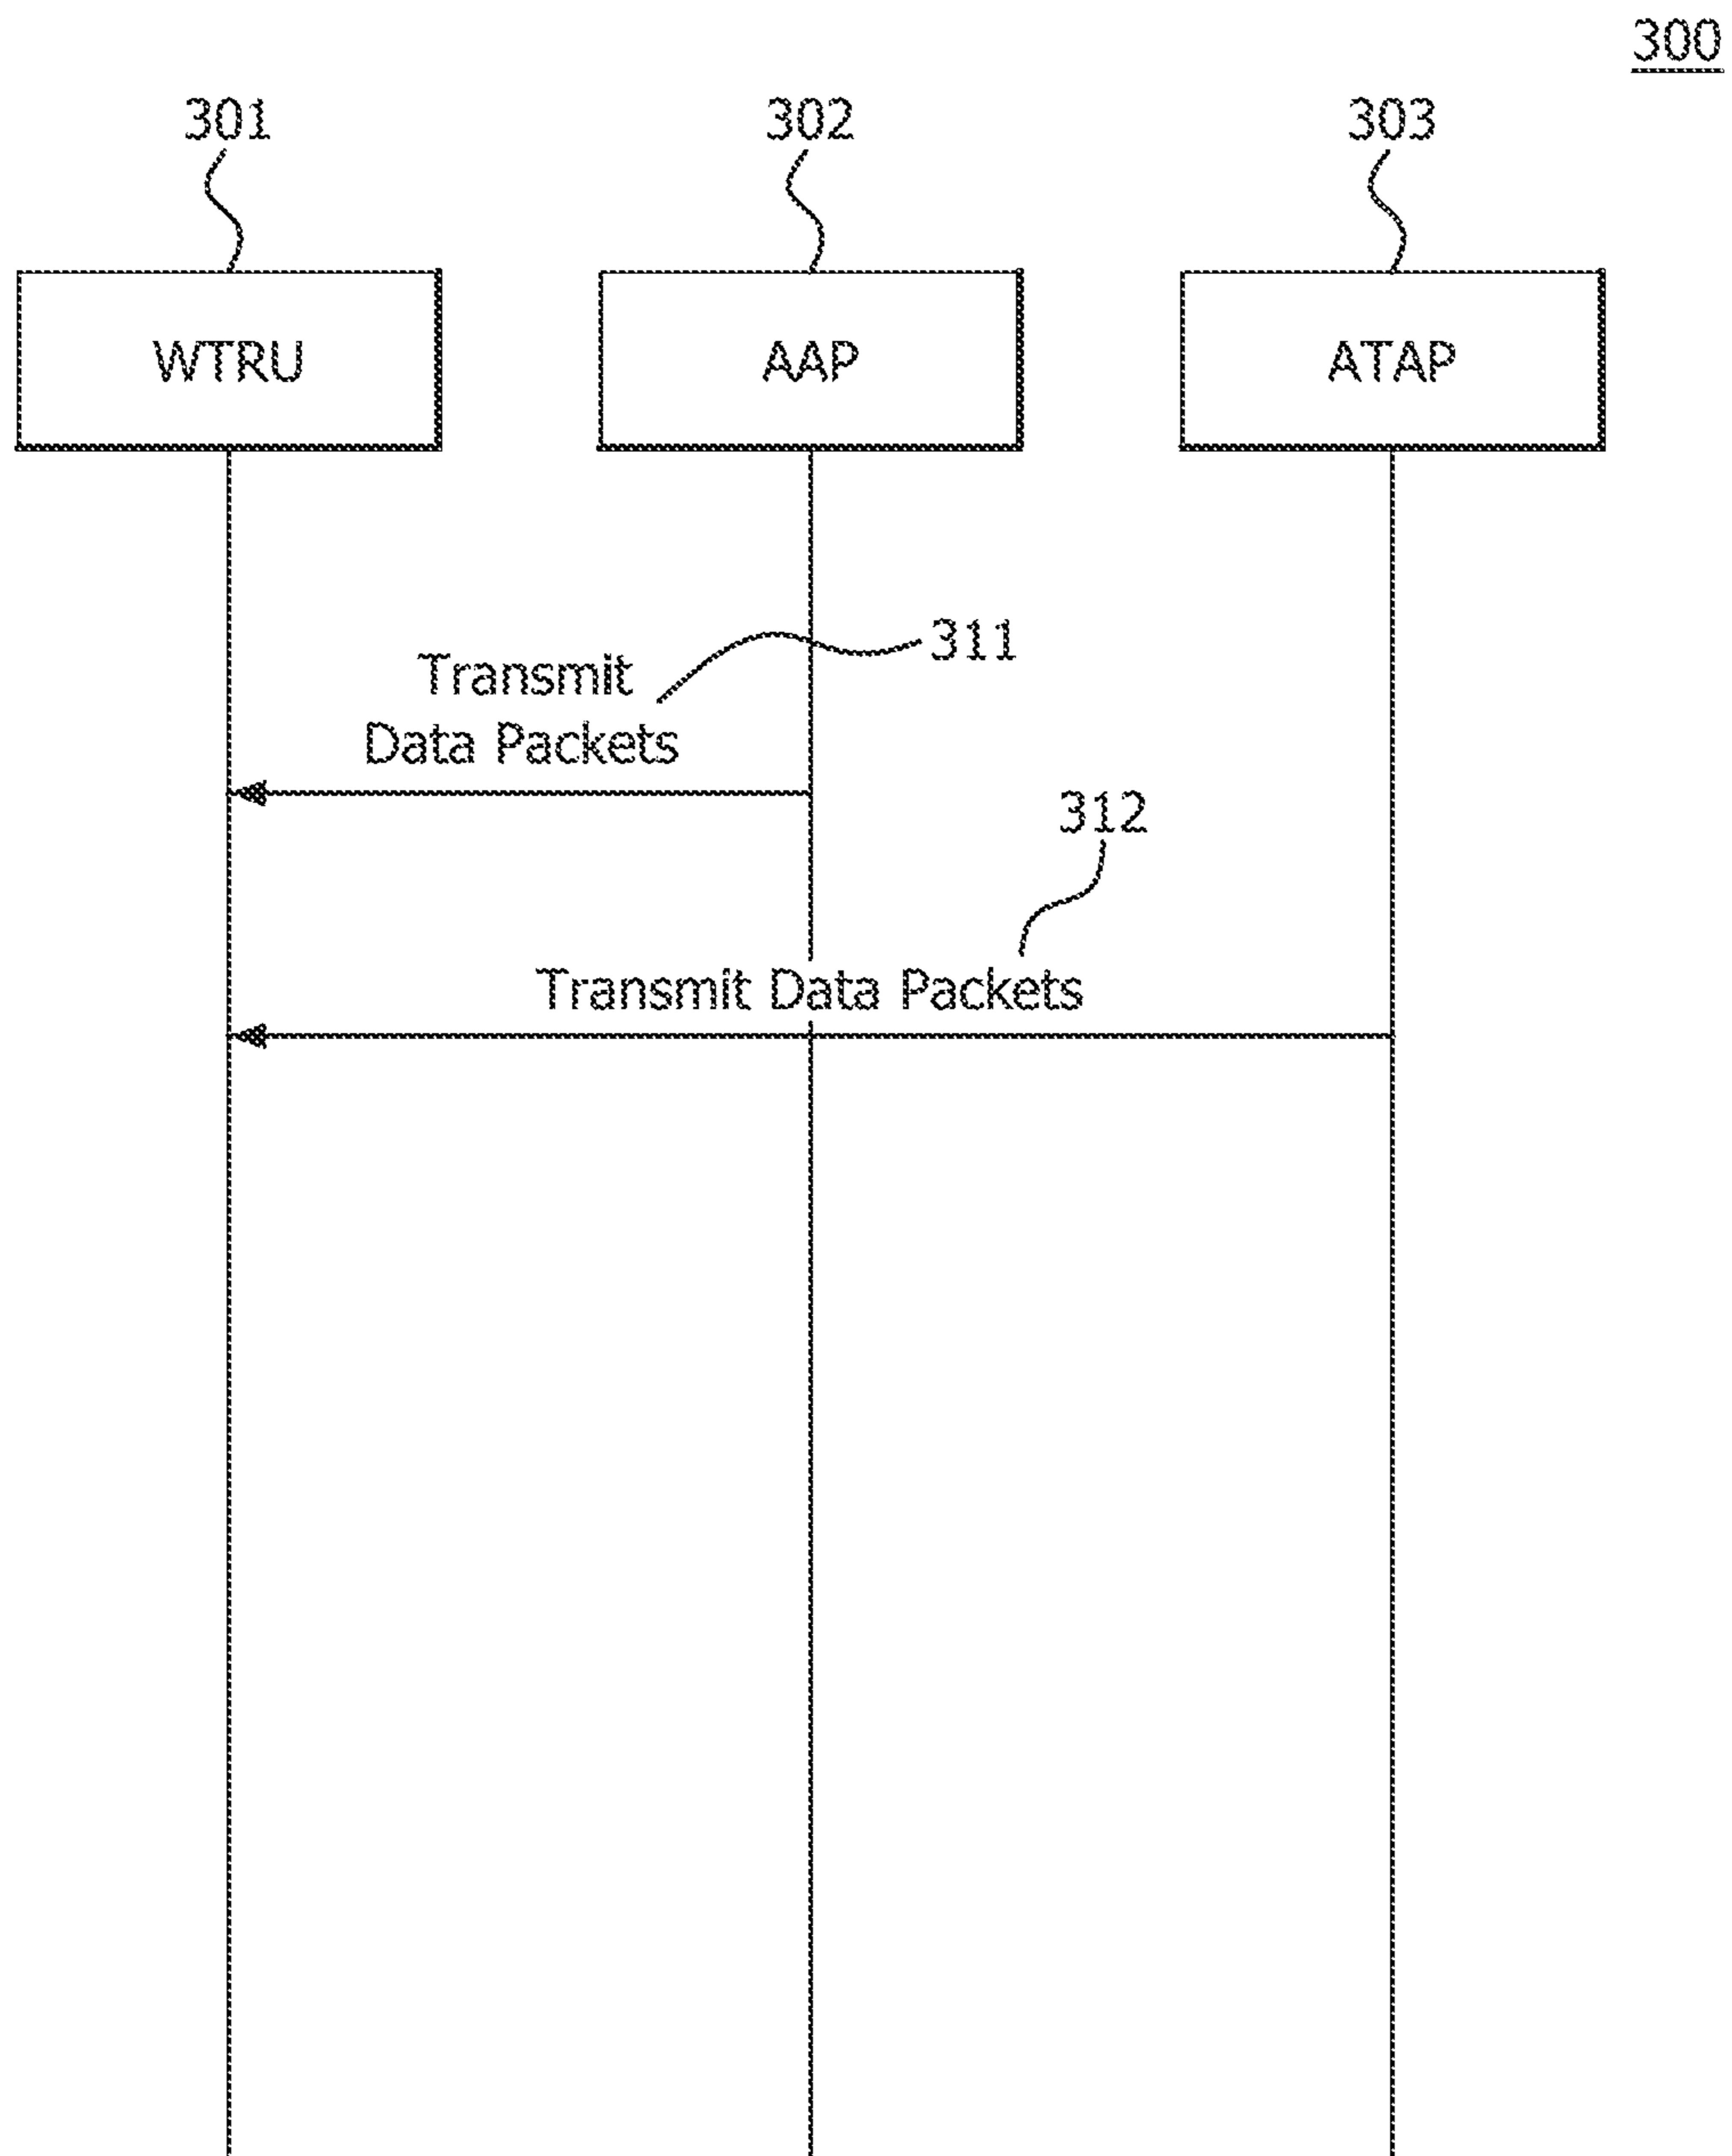 300
301
302
303
WTRU
AAP
ATAP
311
Transmit
Data Packets
312
Transmit Data Packets